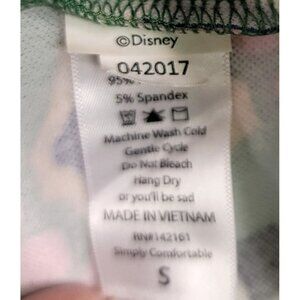 ©Disney
042017
95%
5% Spandex
Machine Wash Cold
Gentle Cycle
Do Not Bleach
Hang Dry
or you'll be sad
MADE IN VIETNAM
RN#142161
Simply Comfortable
S